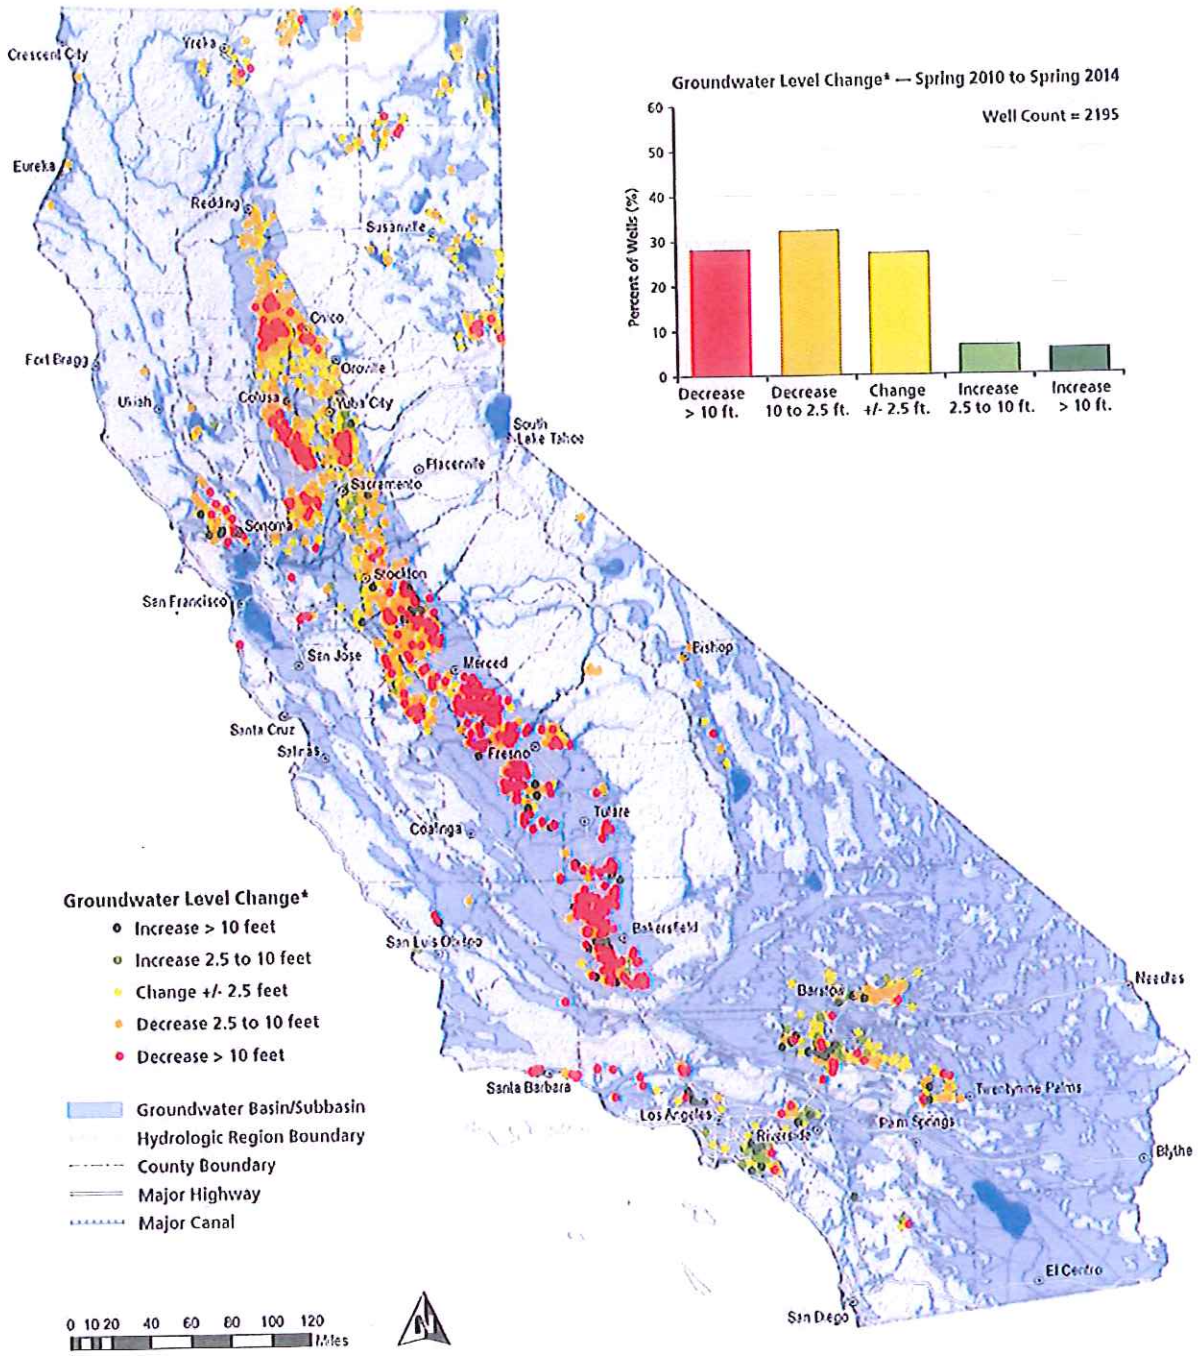 Crescent City
Yreka
Eureka
Redding
Susanville
Chico
Fort Bragg
Oroville
Ukiah
Colusa
Yuba City
South
Lake Tahoe
Placerville
Sacramento
Sonoma
Stockton
San Francisco
San Jose
Merced
Bishop
Santa Cruz
Salinas
Fresno
Tulare
Coalinga
San Luis Obispo
Bakersfield
Barstow
Needles
Santa Barbara
Los Angeles
Twentynine Palms
Riverside
Palm Springs
Blythe
El Centro
San Diego
Groundwater Level Change* — Spring 2010 to Spring 2014
Well Count = 2195
Percent of Wells (%)
60
50
40
30
20
10
0
Decrease
> 10 ft.
Decrease
10 to 2.5 ft.
Change
+/- 2.5 ft.
Increase
2.5 to 10 ft.
Increase
> 10 ft.
Groundwater Level Change*
Increase > 10 feet
Increase 2.5 to 10 feet
Change +/- 2.5 feet
Decrease 2.5 to 10 feet
Decrease > 10 feet
Groundwater Basin/Subbasin
Hydrologic Region Boundary
County Boundary
Major Highway
Major Canal
0 10 20 40 60 80 100 120
Miles
N